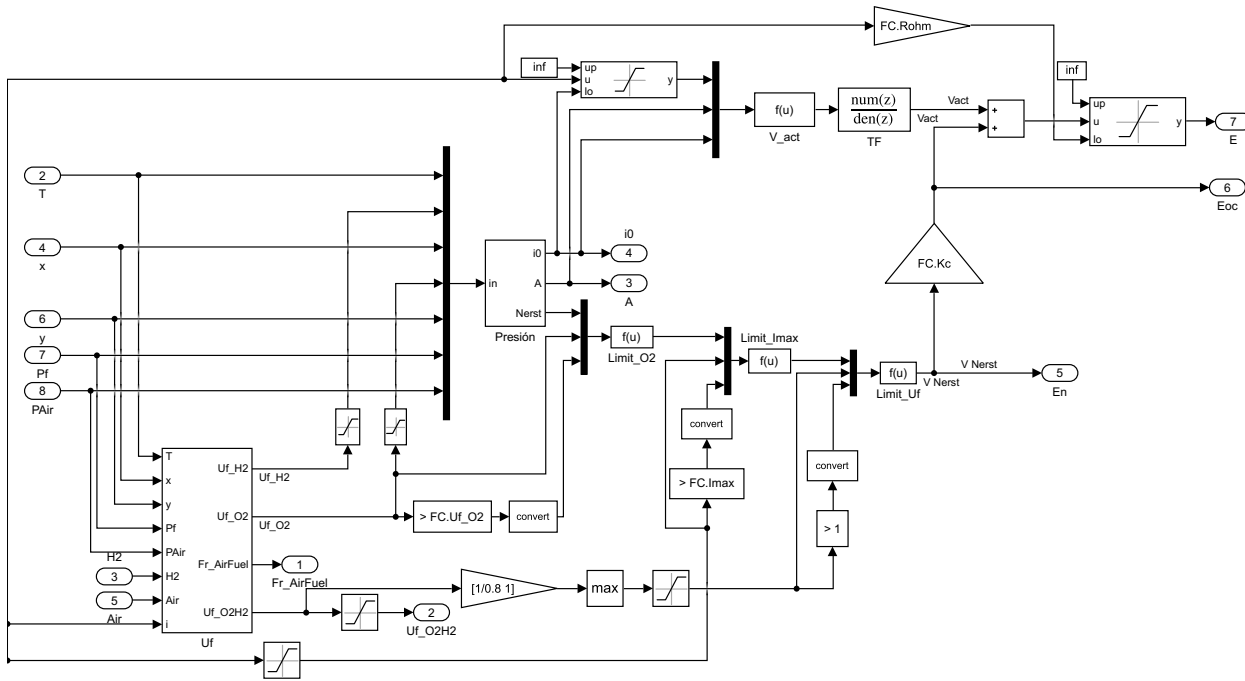 FC.Rohm
inf
up
u
lo
y
inf
up
u
lo
y
7
E
f(u)
V_act
num(z)
den(z)
TF
Vact
Vact
+
+
2
T
6
Eoc
4
x
i0
4
in
i0
A
Nerst
Presión
3
A
FC.Kc
6
y
7
Pf
8
PAir
f(u)
Limit_O2
Limit_Imax
f(u)
f(u)
Limit_Uf
V Nerst
V Nerst
5
En
convert
> FC.Imax
convert
> 1
T
x
y
Pf
PAir
H2
Air
i
Uf_H2
Uf_O2
Fr_AirFuel
Uf_O2H2
Uf
Uf_H2
Uf_O2
> FC.Uf_O2
convert
H2
3
5
Air
1
Fr_AirFuel
[1/0.8 1]
max
2
Uf_O2H2